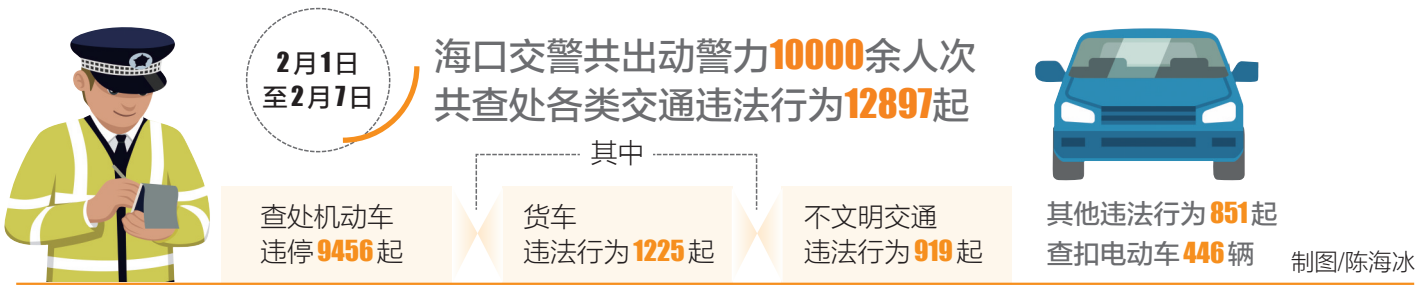 2月1日
至2月7日
海口交警共出动警力10000余人次
共查处各类交通违法行为12897起
其中
查处机动车
违停9456起
货车
违法行为1225起
不文明交通
违法行为919起
其他违法行为851起
查扣电动车446辆
制图/陈海冰